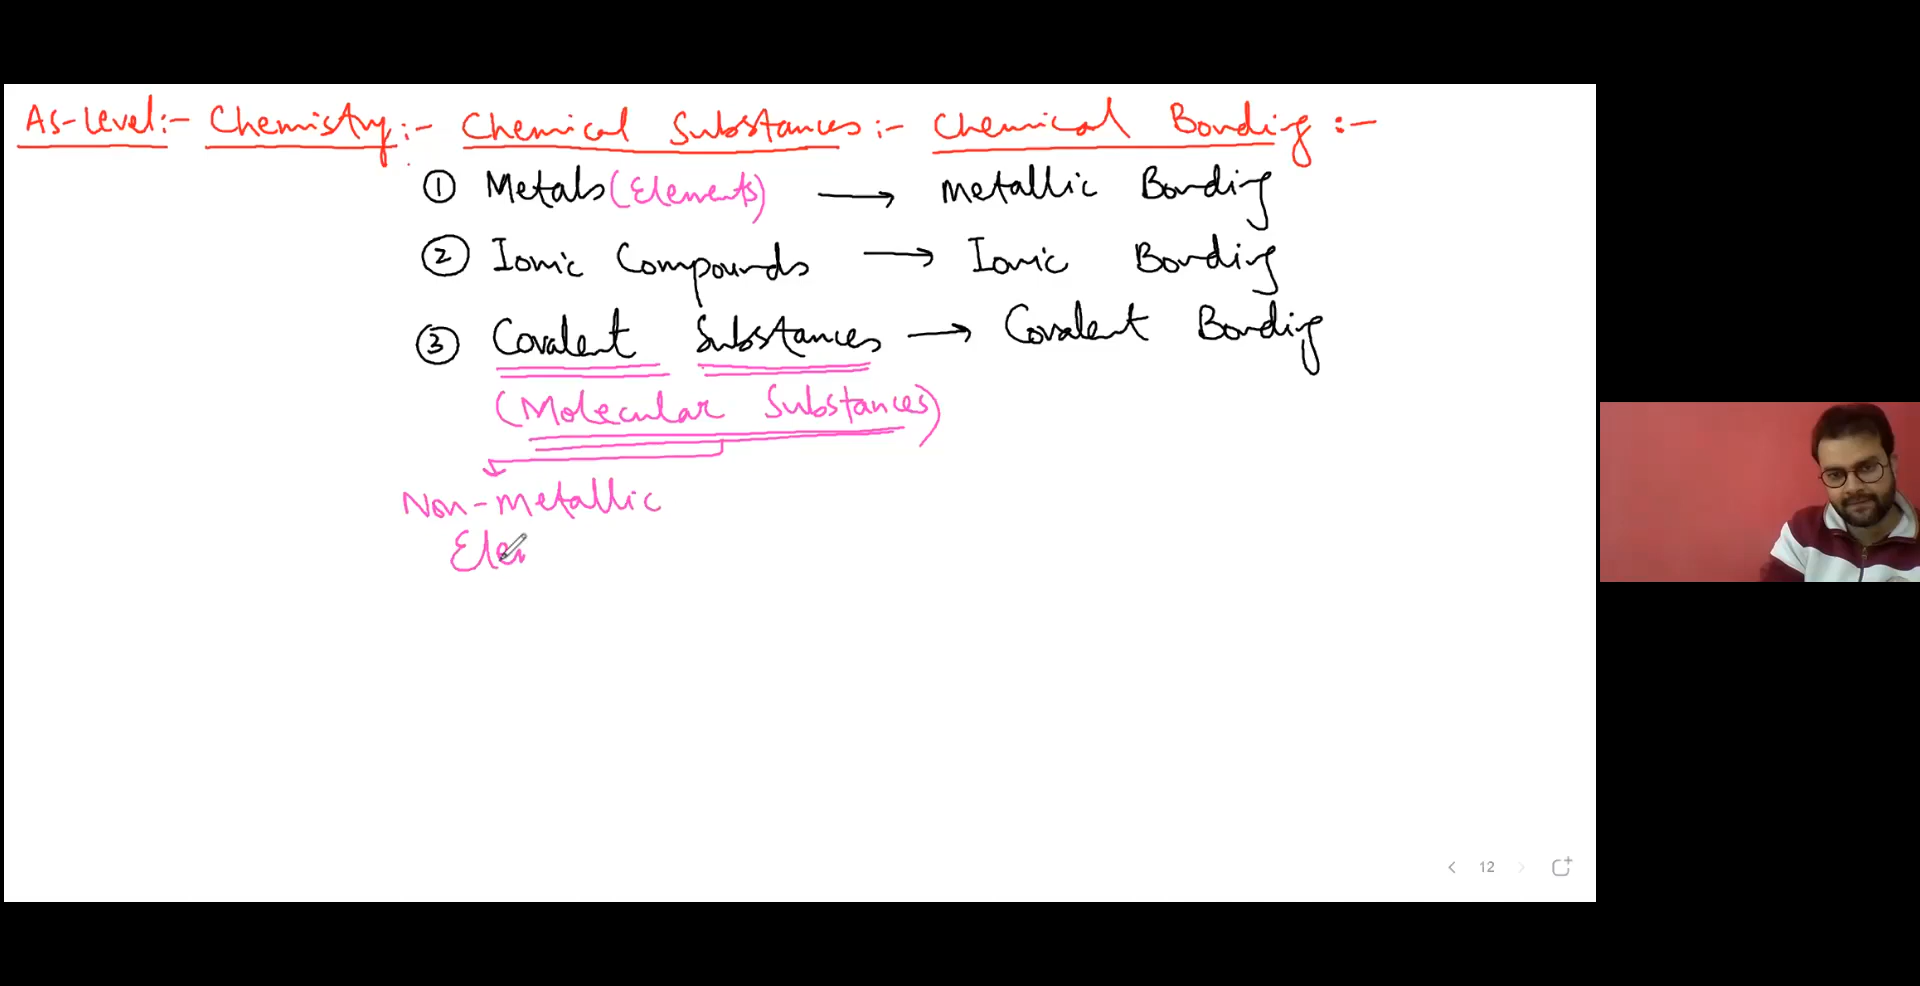 As-Level:- Chemistry:- Chemical Substances:- Chemical Bonding:-
① Metals (Elements) → Metallic Bonding
② Ionic Compounds → Ionic Bonding
③ Covalent Substances → Covalent Bonding
(Molecular Substances)
Non-metallic
Ele
12